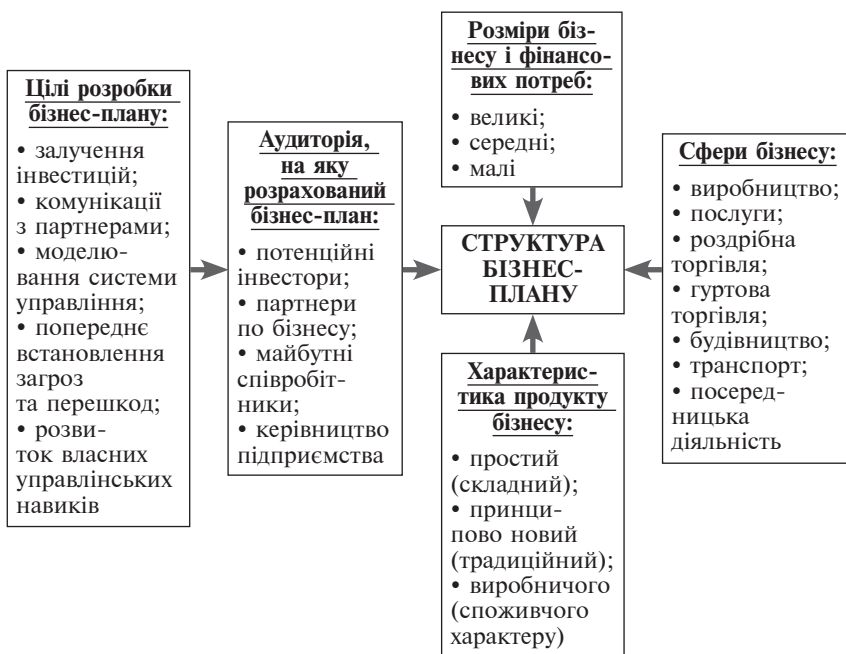 Цілі розробки
бізнес-плану:
• залучення
інвестицій;
• комунікації
з партнерами;
• моделю-
вання системи
управління;
• попереднє
встановлення
загроз
та перешкод;
• розви-
ток власних
управлінських
навиків
Аудиторія,
на яку
розрахований
бізнес-план:
• потенційні
інвестори;
• партнери
по бізнесу;
• майбутні
співробіт-
ники;
• керівництво
підприємства
Розміри біз-
несу і фінансо-
вих потреб:
• великі;
• середні;
• малі
СТРУКТУРА
БІЗНЕС-
ПЛАНУ
Характерис-
тика продукту
бізнесу:
• простий
(складний);
• принци-
пово новий
(традиційний);
• виробничого
(споживчого
характеру)
Сфери бізнесу:
• виробництво;
• послуги;
• роздрібна
торгівля;
• гуртова
торгівля;
• будівництво;
• транспорт;
• посеред-
ницька
діяльність